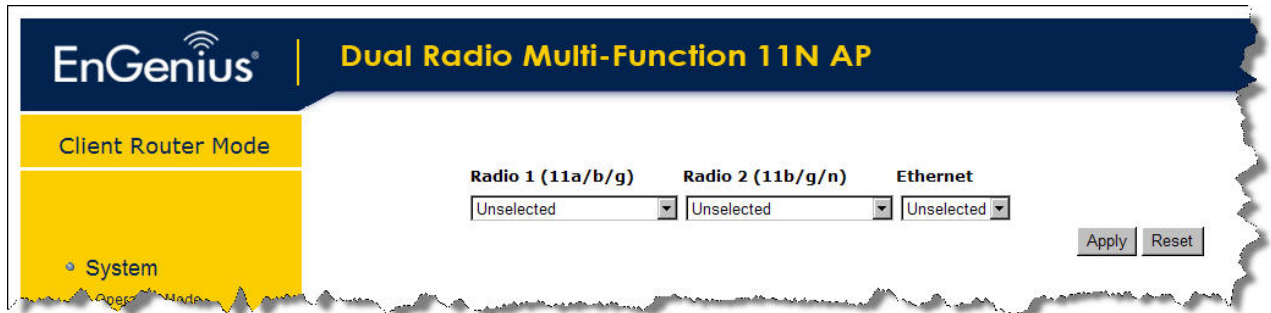 EnGenius®
Dual Radio Multi-Function 11N AP
Client Router Mode
Radio 1 (11a/b/g) Radio 2 (11b/g/n) Ethernet
Unselected Unselected Unselected
Apply Reset
System